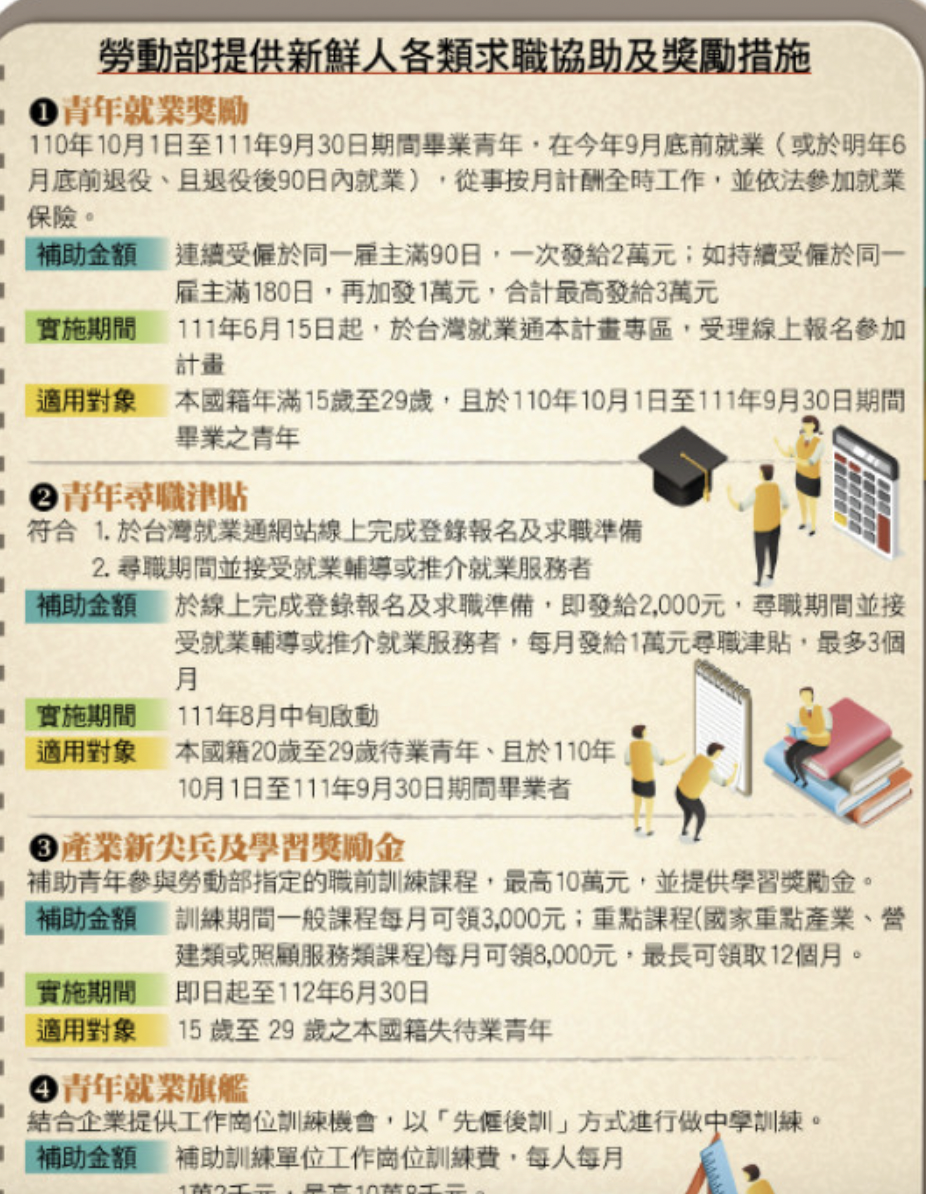 勞動部提供新鮮人各類求職協助及獎勵措施
❶青年就業獎勵
110年10月1日至111年9月30日期間畢業青年，在今年9月底前就業（或於明年6
月底前退役、且退役後90日內就業），從事按月計酬全時工作，並依法參加就業
保險。
補助金額 連續受僱於同一雇主滿90日，一次發給2萬元；如持續受僱於同一
雇主滿180日，再加發1萬元，合計最高發給3萬元
實施期間 111年6月15日起，於台灣就業通本計畫專區，受理線上報名參加
計畫
適用對象 本國籍年滿15歲至29歲，且於110年10月1日至111年9月30日期間
畢業之青年
❷青年尋職津貼
符合 1. 於台灣就業通網站線上完成登錄報名及求職準備
2. 尋職期間並接受就業輔導或推介就業服務者
補助金額 於線上完成登錄報名及求職準備，即發給2,000元，尋職期間並接
受就業輔導或推介就業服務者，每月發給1萬元尋職津貼，最多3個
月
實施期間 111年8月中旬啟動
適用對象 本國籍20歲至29歲待業青年、且於110年
10月1日至111年9月30日期間畢業者
❸產業新尖兵及學習獎勵金
補助青年參與勞動部指定的職前訓練課程，最高10萬元，並提供學習獎勵金。
補助金額 訓練期間一般課程每月可領3,000元；重點課程(國家重點產業、營
建類或照顧服務類課程)每月可領8,000元，最長可領取12個月。
實施期間 即日起至112年6月30日
適用對象 15 歲至 29 歲之本國籍失待業青年
❹青年就業旗艦
結合企業提供工作崗位訓練機會，以「先僱後訓」方式進行做中學訓練。
補助金額 補助訓練單位工作崗位訓練費，每人每月
1萬2千元，最高10萬8千元。